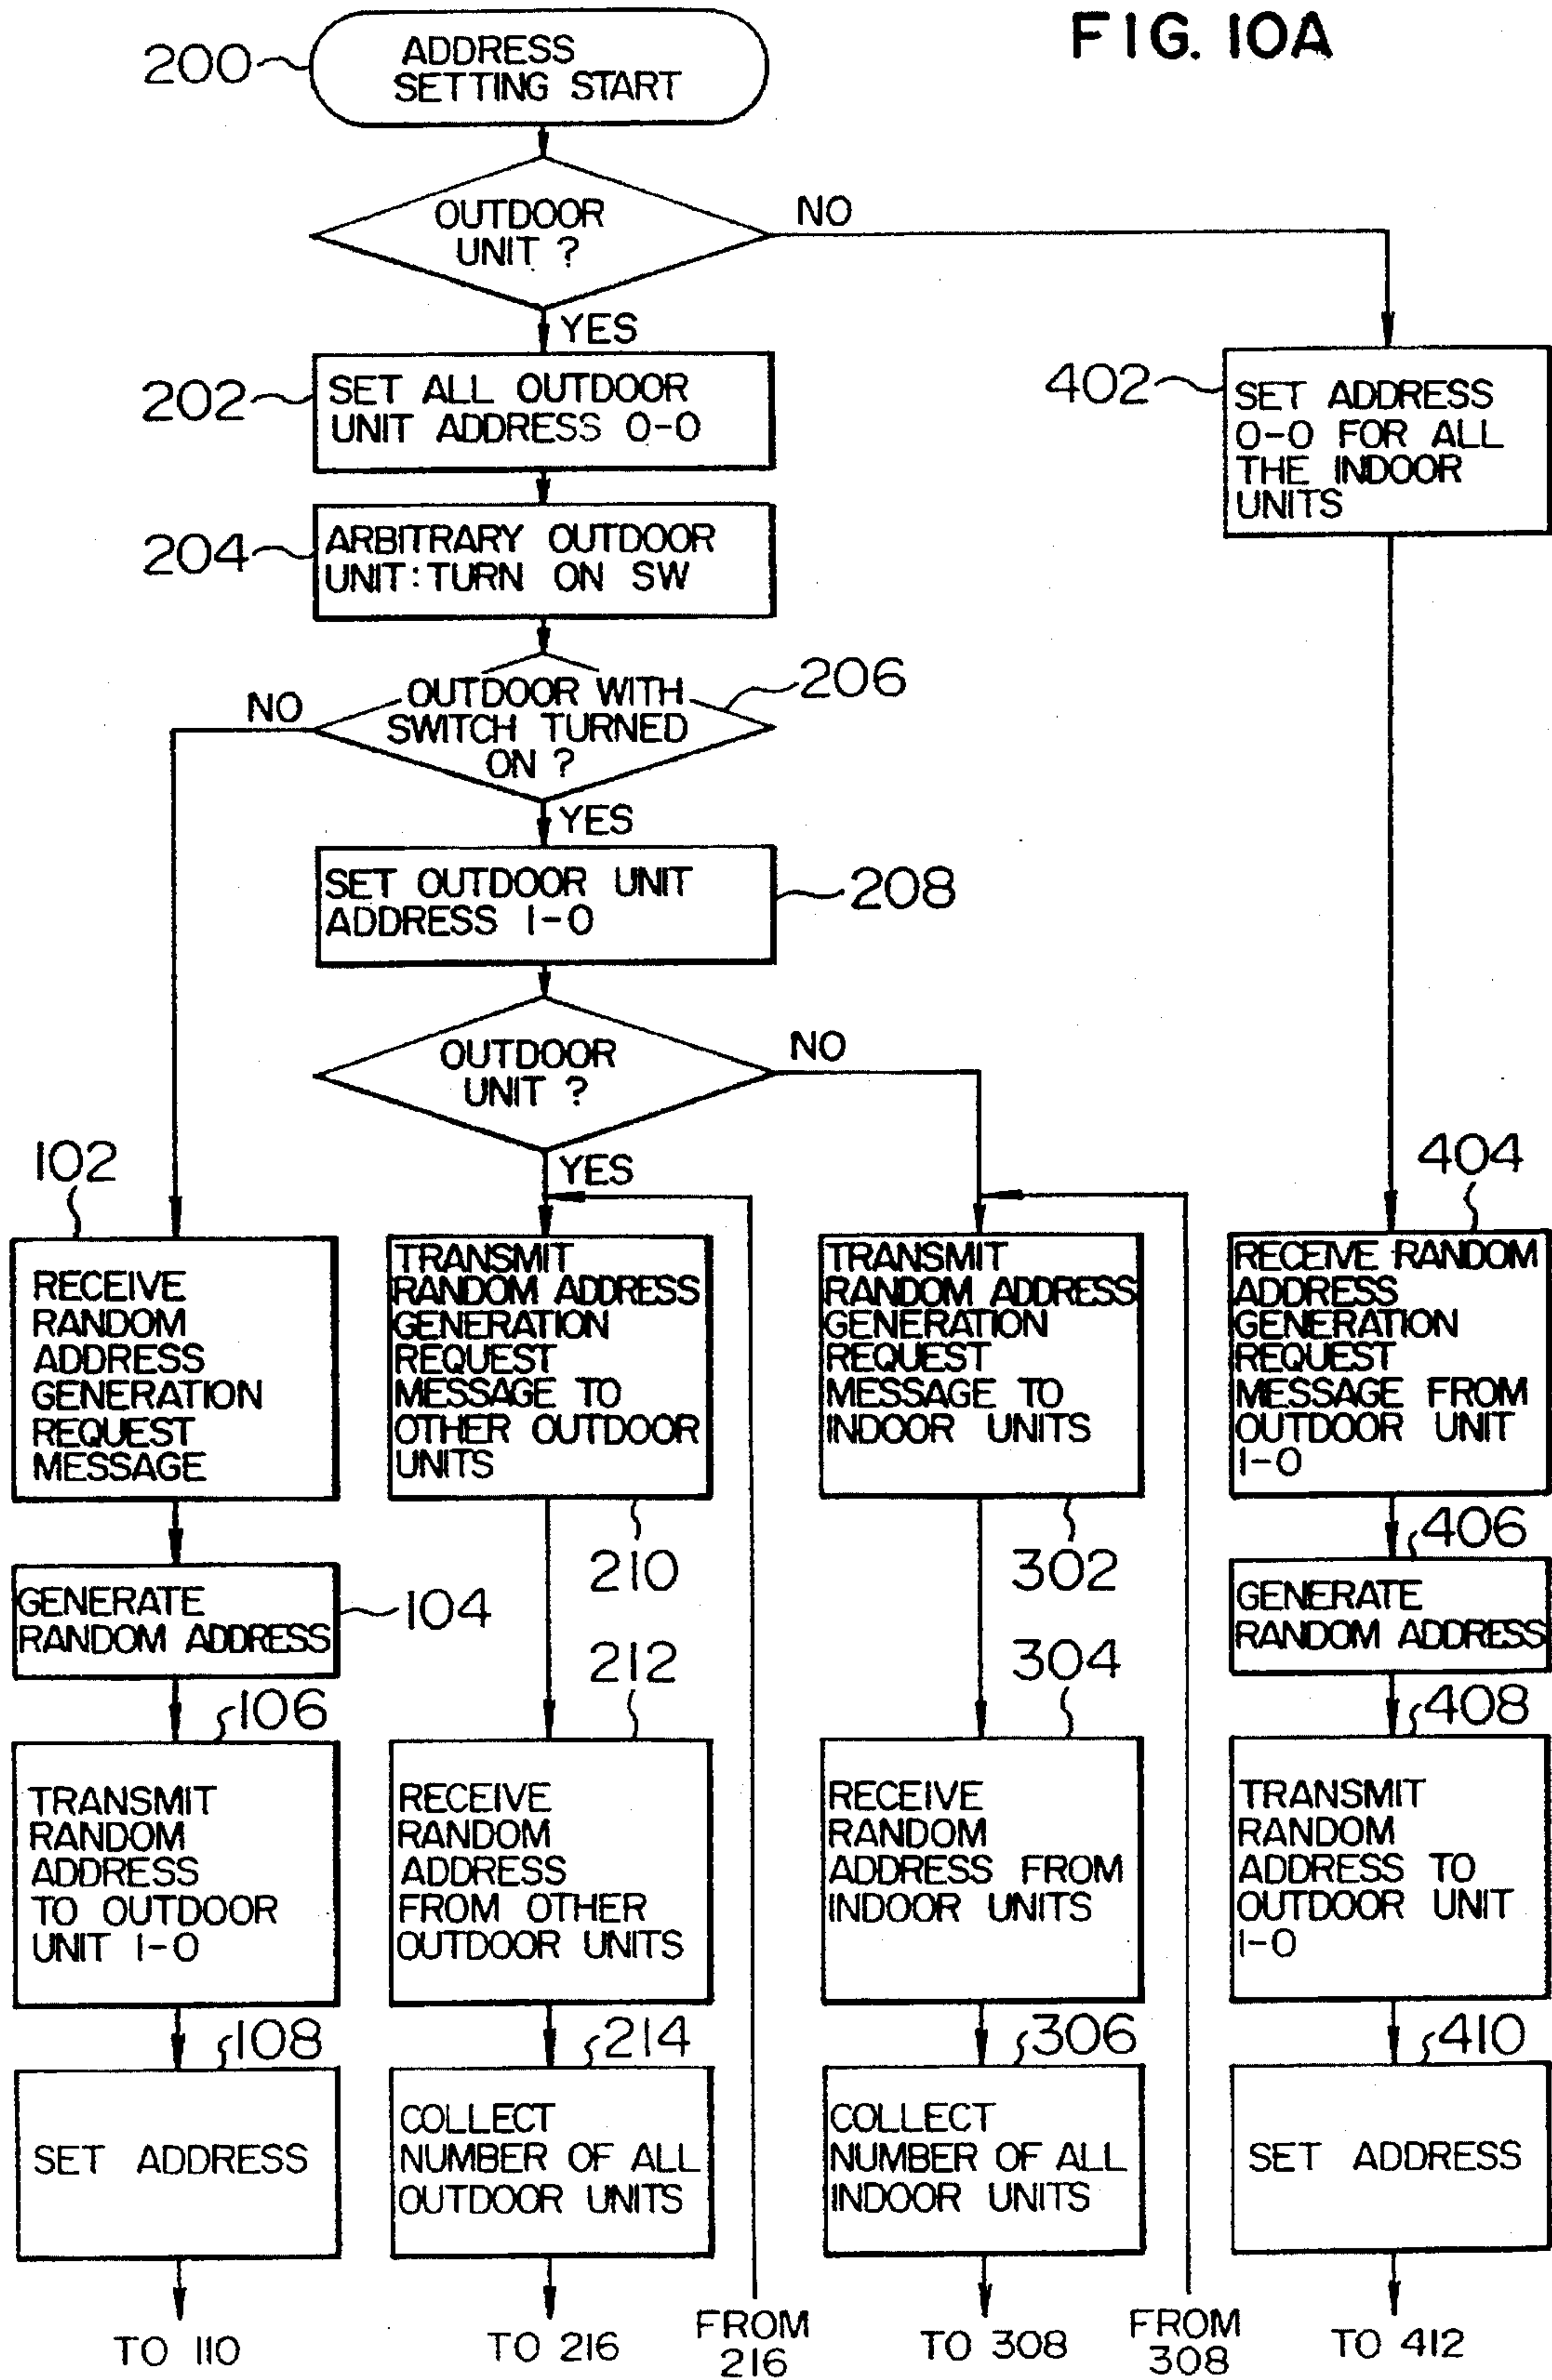 FIG. 10A
200
ADDRESS
SETTING START
OUTDOOR
UNIT ?
NO
YES
202
SET ALL OUTDOOR
UNIT ADDRESS 0-0
402
SET ADDRESS
0-0 FOR ALL
THE INDOOR
UNITS
204
ARBITRARY OUTDOOR
UNIT: TURN ON SW
206
OUTDOOR WITH
SWITCH TURNED
ON ?
NO
YES
SET OUTDOOR UNIT
ADDRESS 1-0
208
OUTDOOR
UNIT ?
NO
YES
102
RECEIVE
RANDOM
ADDRESS
GENERATION
REQUEST
MESSAGE
TRANSMIT
RANDOM ADDRESS
GENERATION
REQUEST
MESSAGE TO
OTHER OUTDOOR
UNITS
210
TRANSMIT
RANDOM ADDRESS
GENERATION
REQUEST
MESSAGE TO
INDOOR UNITS
302
404
RECEIVE RANDOM
ADDRESS
GENERATION
REQUEST
MESSAGE FROM
OUTDOOR UNIT
1-0
GENERATE
RANDOM ADDRESS
104
406
GENERATE
RANDOM ADDRESS
106
TRANSMIT
RANDOM
ADDRESS
TO OUTDOOR
UNIT 1-0
212
RECEIVE
RANDOM
ADDRESS
FROM OTHER
OUTDOOR UNITS
304
RECEIVE
RANDOM
ADDRESS FROM
INDOOR UNITS
408
TRANSMIT
RANDOM
ADDRESS TO
OUTDOOR UNIT
1-0
108
SET ADDRESS
214
COLLECT
NUMBER OF ALL
OUTDOOR UNITS
306
COLLECT
NUMBER OF ALL
INDOOR UNITS
410
SET ADDRESS
TO 110
TO 216
FROM
216
TO 308
FROM
308
TO 412